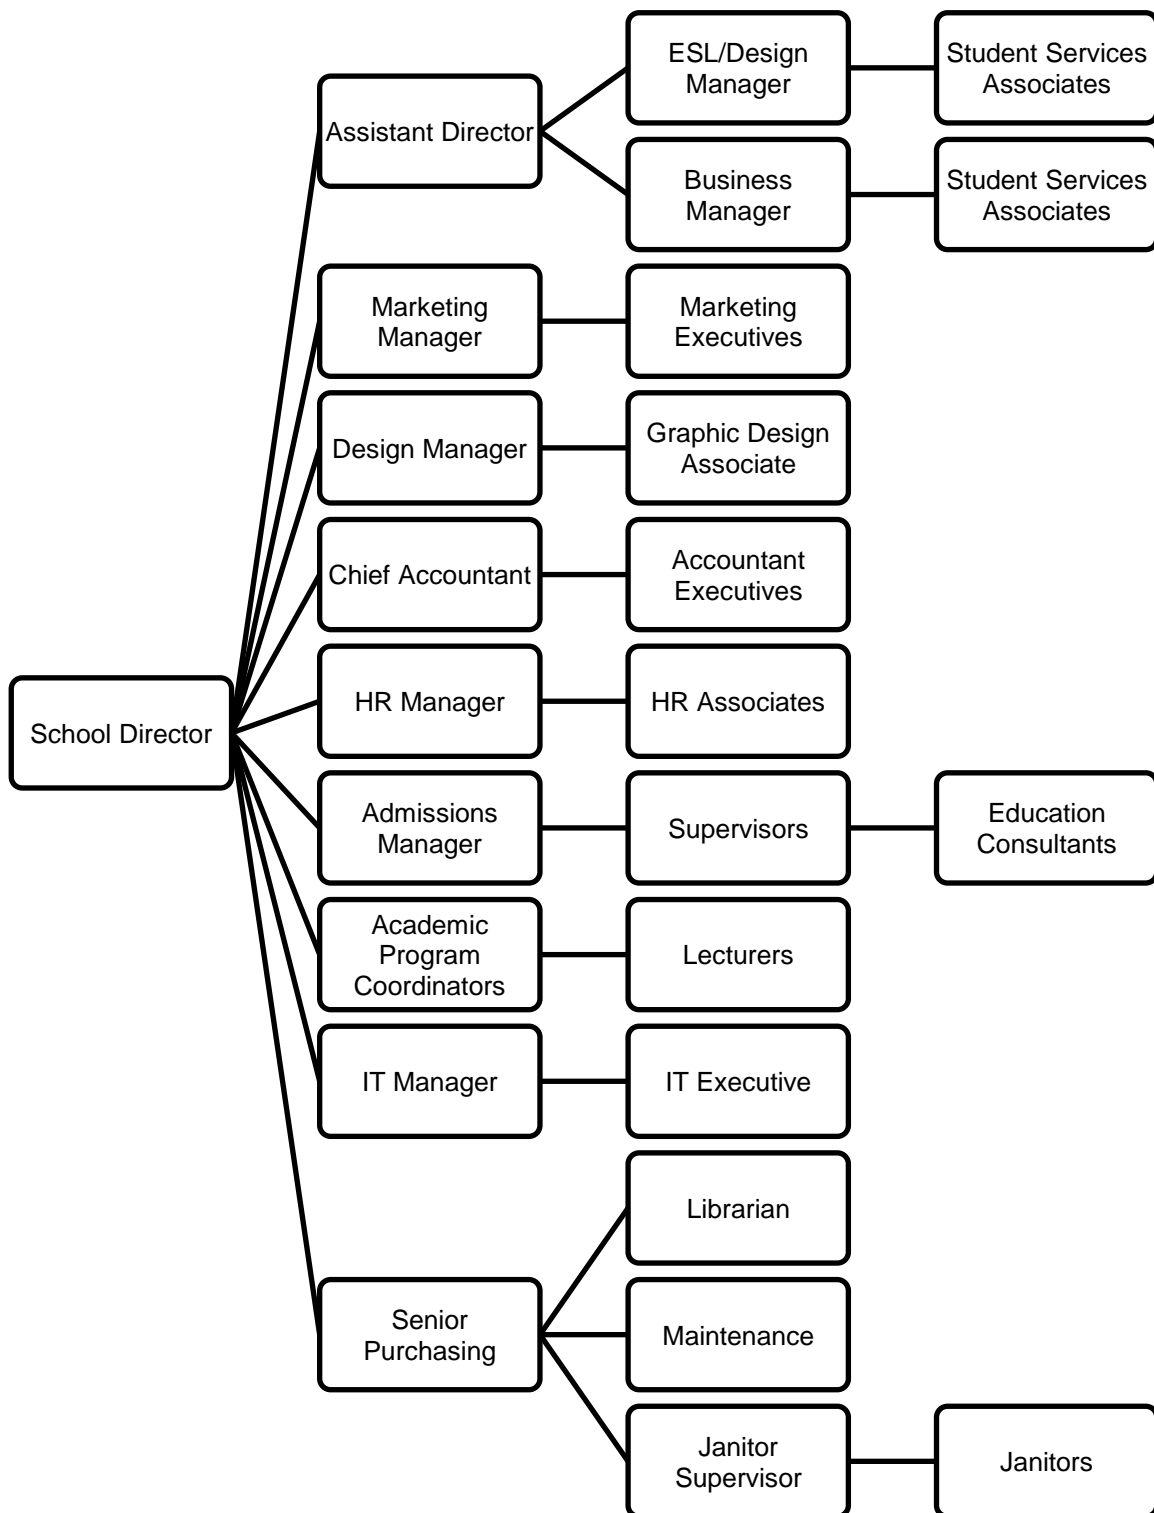 ESL/Design
Manager
Student Services
Associates
Assistant Director
Business
Manager
Student Services
Associates
Marketing
Manager
Marketing
Executives
Design Manager
Graphic Design
Associate
Chief Accountant
Accountant
Executives
School Director
HR Manager
HR Associates
Admissions
Manager
Supervisors
Education
Consultants
Academic
Program
Coordinators
Lecturers
IT Manager
IT Executive
Librarian
Senior
Purchasing
Maintenance
Janitor
Supervisor
Janitors